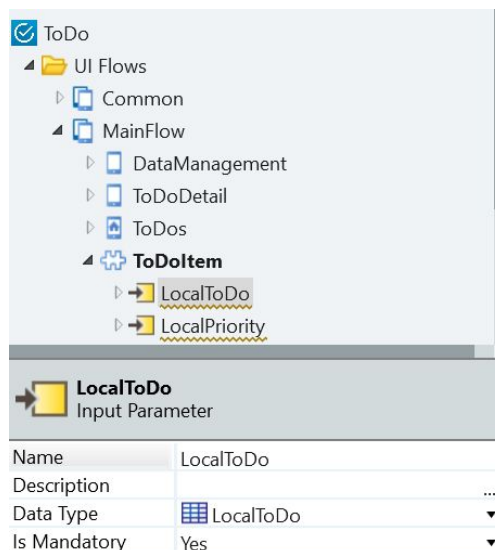 ToDo
UI Flows
Common
MainFlow
DataManagement
ToDoDetail
ToDos
ToDoItem
LocalToDo
LocalPriority
LocalToDo
Input Parameter
Name LocalToDo
Description ...
Data Type LocalToDo
Is Mandatory Yes